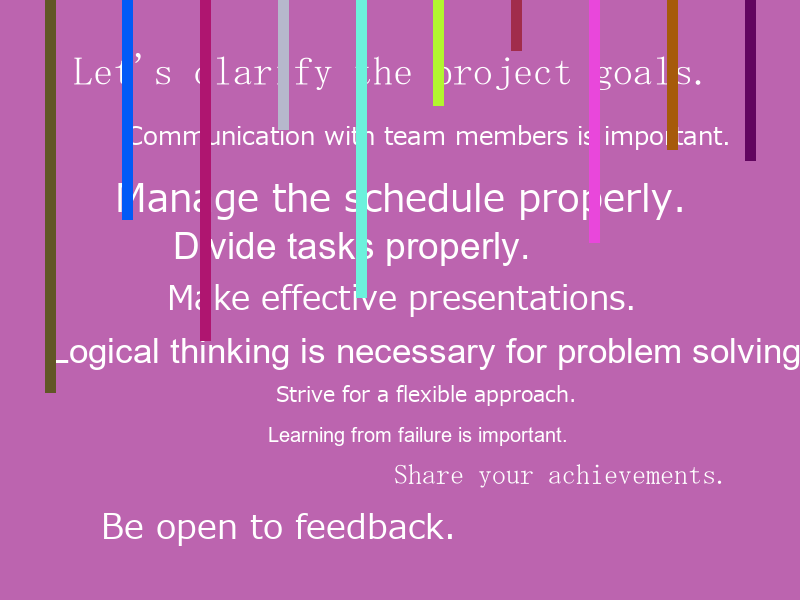 Let's clarify the project goals.
Communication with team members is important.
Manage the schedule properly.
Divide tasks properly.
Make effective presentations.
Logical thinking is necessary for problem solving
Strive for a flexible approach.
Learning from failure is important.
Share your achievements.
Be open to feedback.